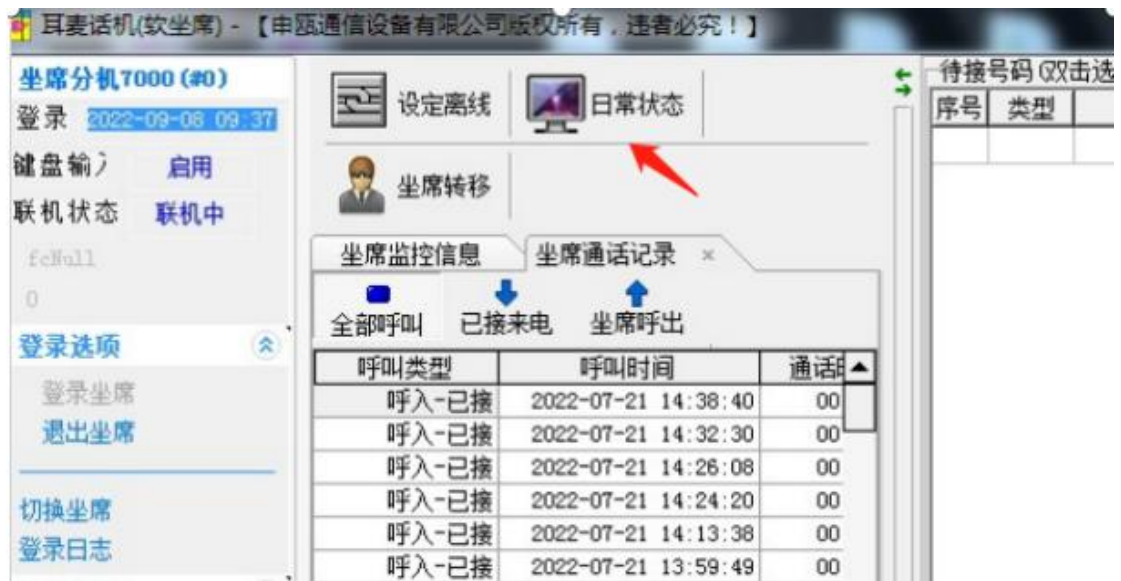 耳麦话机(软坐席) - 【申瓯通信设备有限公司版权所有，违者必究！】
坐席分机7000 (#0)
登录 2022-09-08 09:37
键盘输入 启用
联机状态 联机中
fcNull
0
登录选项
登录坐席
退出坐席
切换坐席
登录日志
设定离线 日常状态
坐席转移
坐席监控信息 坐席通话记录 ×
全部呼叫 已接来电 坐席呼出
呼叫类型 呼叫时间 通话
呼入-已接 2022-07-21 14:38:40 00
呼入-已接 2022-07-21 14:32:30 00
呼入-已接 2022-07-21 14:26:08 00
呼入-已接 2022-07-21 14:24:20 00
呼入-已接 2022-07-21 14:13:38 00
呼入-已接 2022-07-21 13:59:49 00
待接号码(双击选
序号 类型